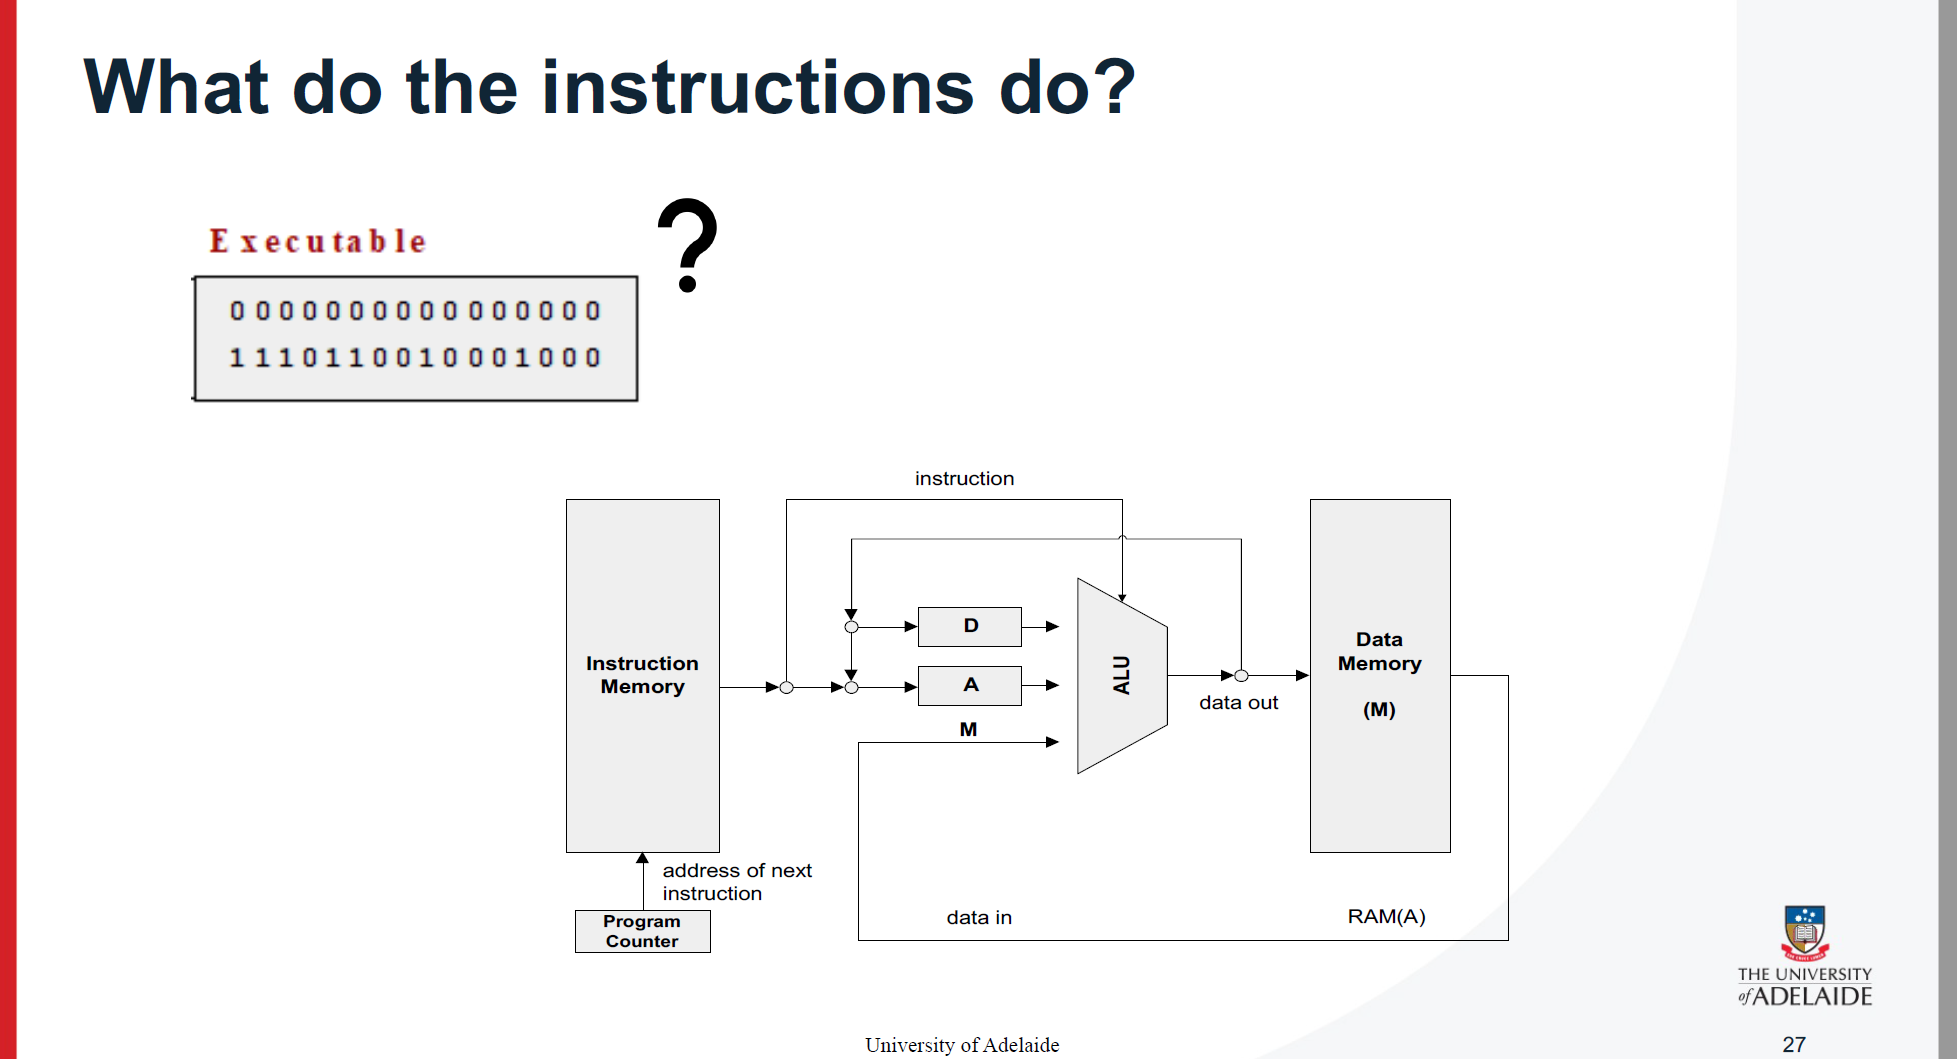 What do the instructions do?
Executable
?
0000000000000000
1110110010001000
instruction
Instruction
Memory
D
A
M
ALU
data out
Data
Memory
(M)
address of next
instruction
Program
Counter
data in
RAM(A)
THE UNIVERSITY
of ADELAIDE
University of Adelaide
27